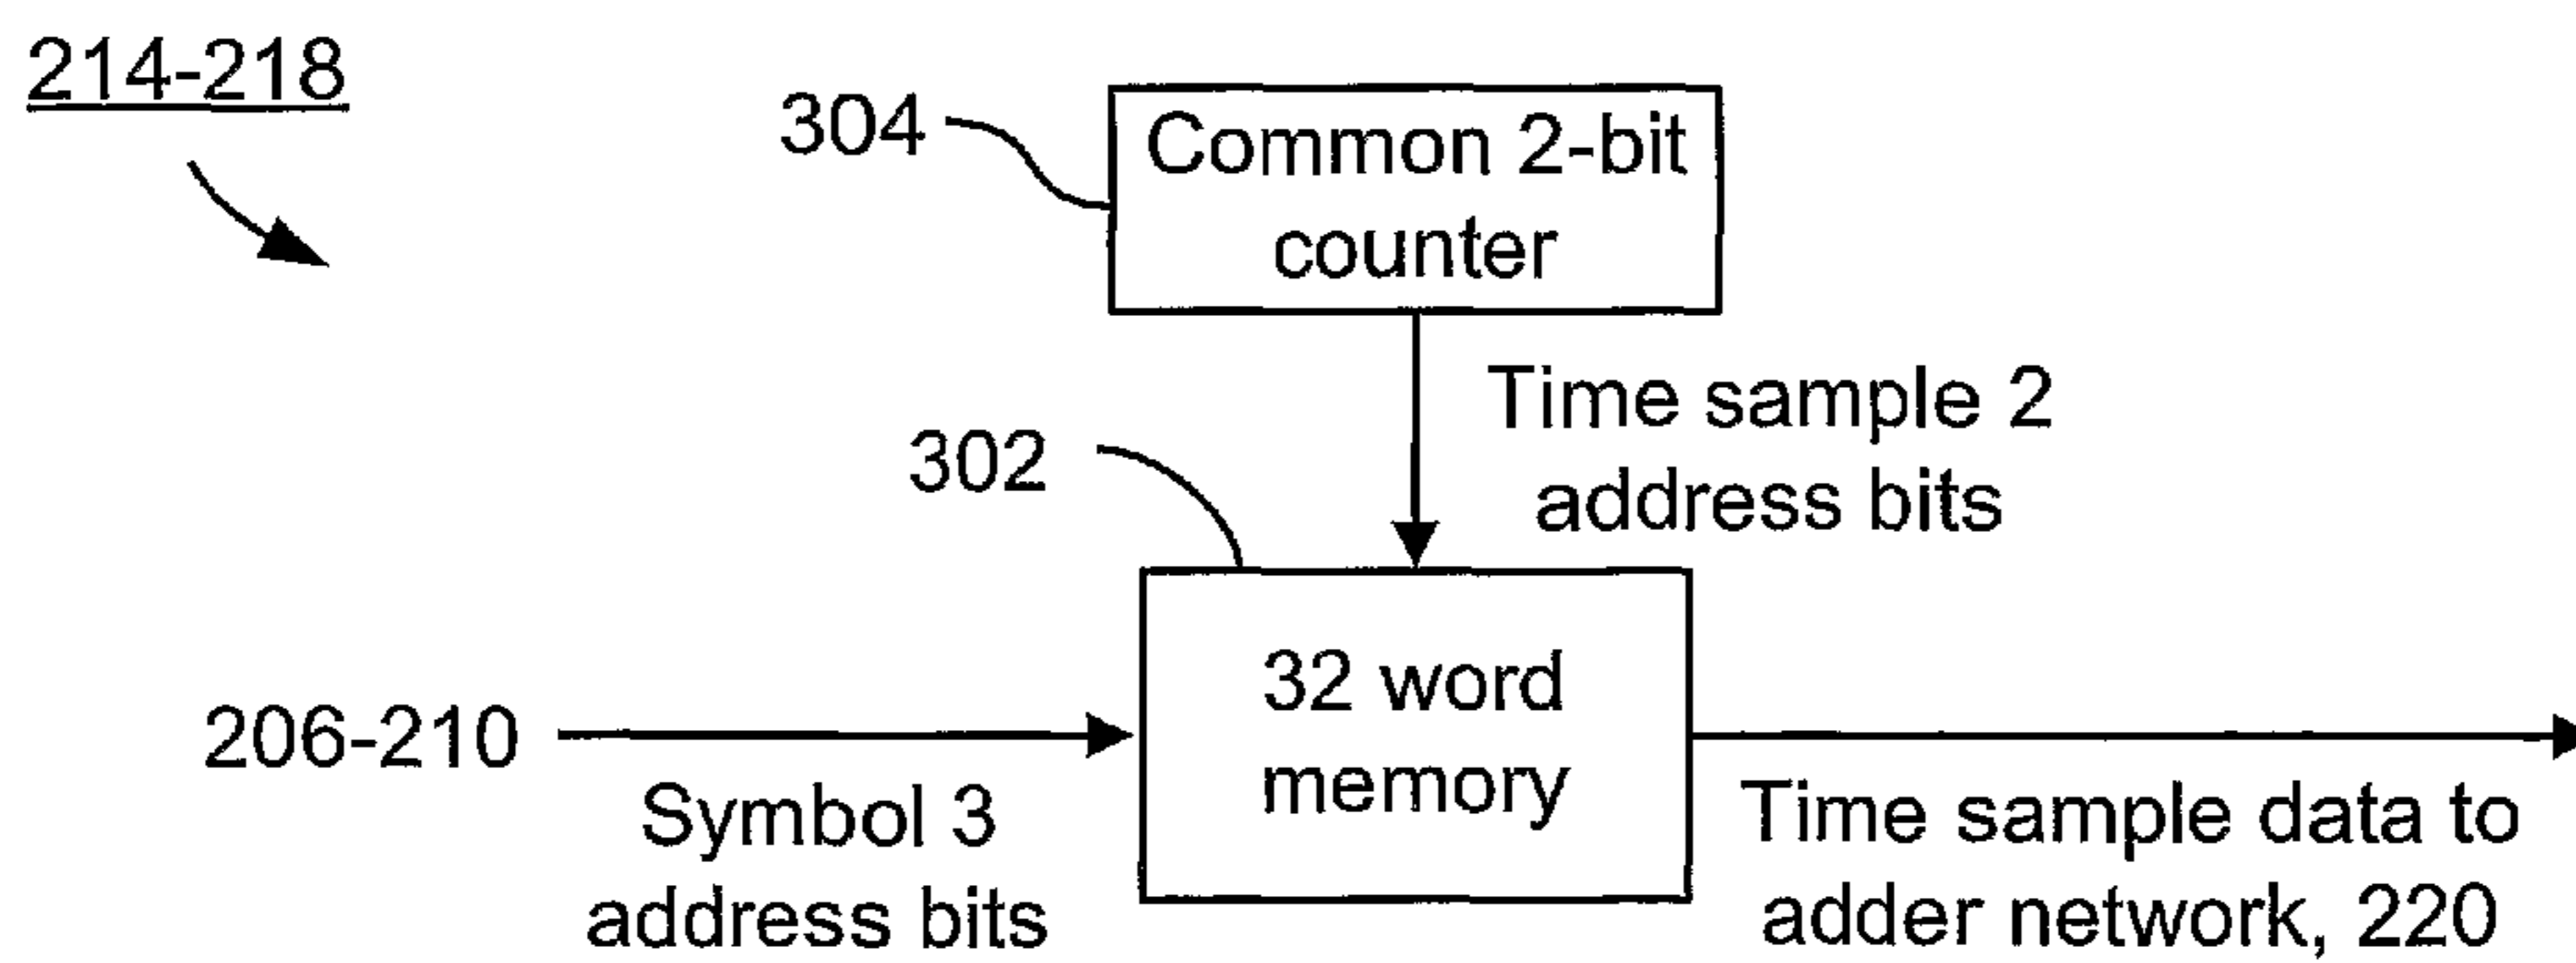 214-218
304
Common 2-bit
counter
Time sample 2
address bits
302
32 word
memory
206-210
Symbol 3
address bits
Time sample data to
adder network, 220